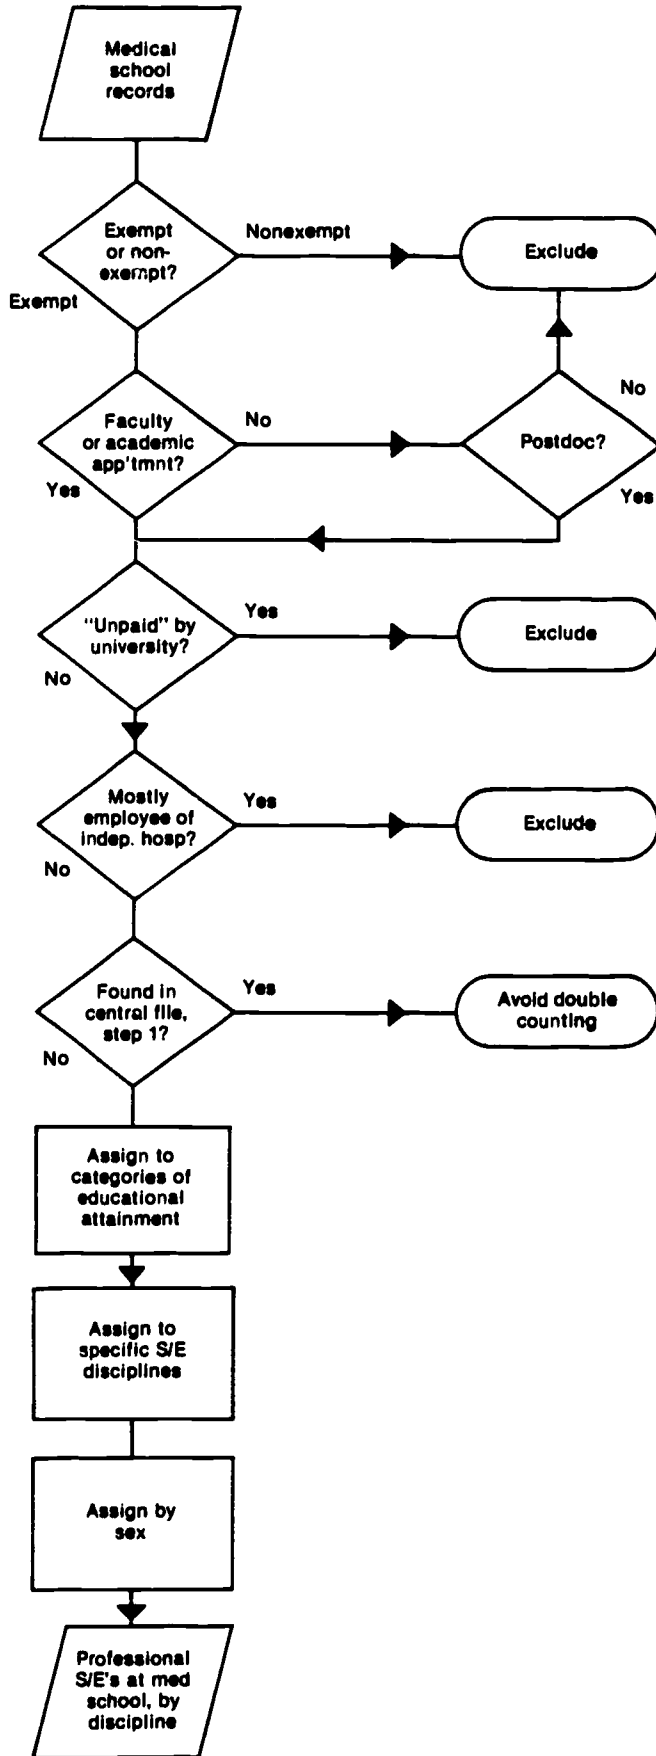 Medical
school
records
Exempt
or non-
exempt?
Nonexempt
Exclude
Exempt
Faculty
or academic
app'tmnt?
No
Postdoc?
No
Yes
Yes
"Unpaid" by
university?
Yes
Exclude
No
Mostly
employee of
indep. hosp?
Yes
Exclude
No
Found in
central file,
step 1?
Yes
Avoid double
counting
No
Assign to
categories of
educational
attainment
Assign to
specific S/E
disciplines
Assign by
sex
Professional
S/E's at med
school, by
discipline